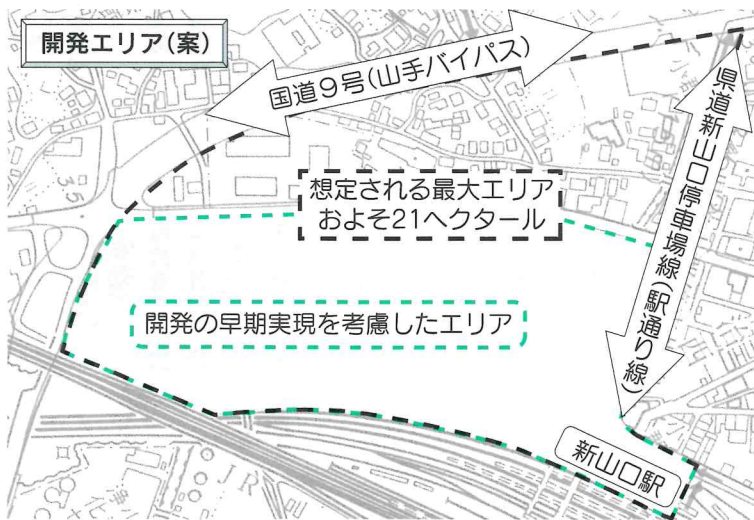 開発エリア(案)
国道9号(山手バイパス)
県道新山口停車場線(駅通り線)
想定される最大エリア
およそ21ヘクタール
開発の早期実現を考慮したエリア
新山口駅
35
JR